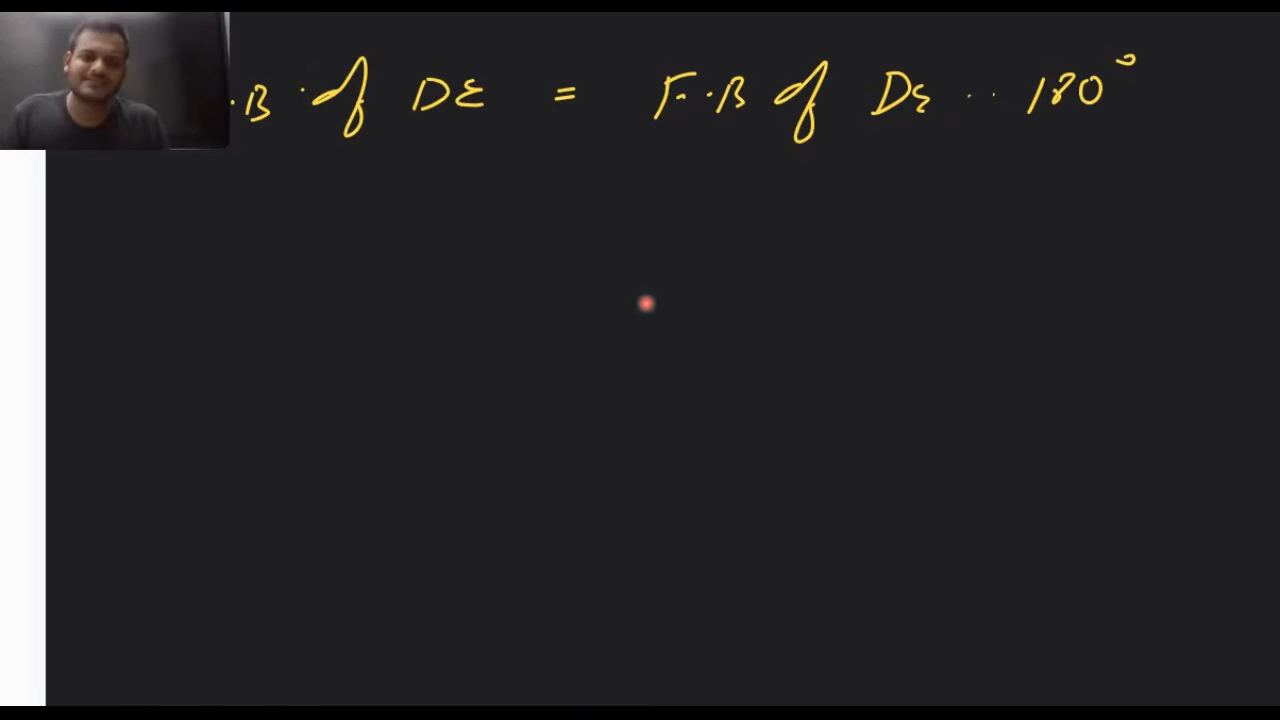 .B. of DE = F.B of DE .. 180°